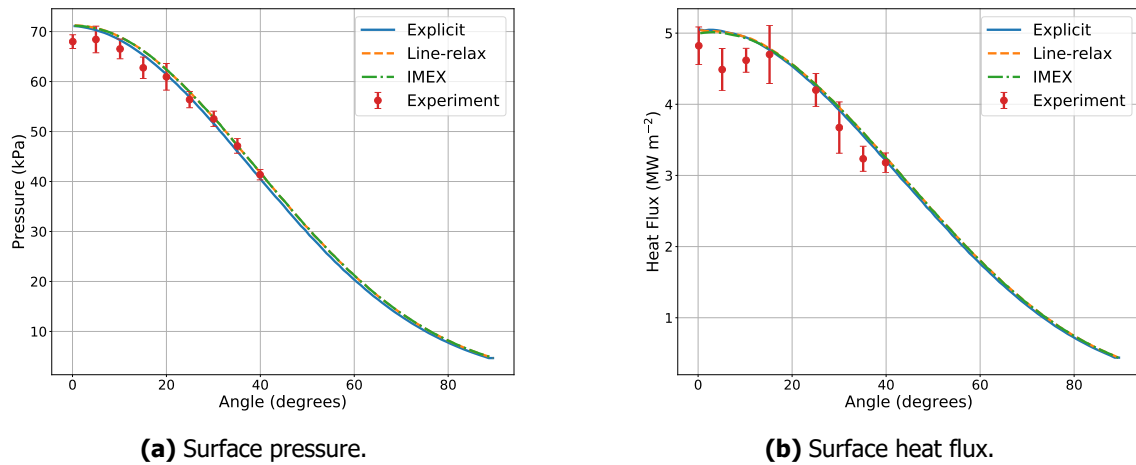 70
60
50
40
30
20
10
Pressure (kPa)
0 20 40 60 80
Angle (degrees)
Explicit
Line-relax
IMEX
Experiment
(a) Surface pressure.
5
4
3
2
1
Heat Flux (MW m⁻²)
0 20 40 60 80
Angle (degrees)
Explicit
Line-relax
IMEX
Experiment
(b) Surface heat flux.